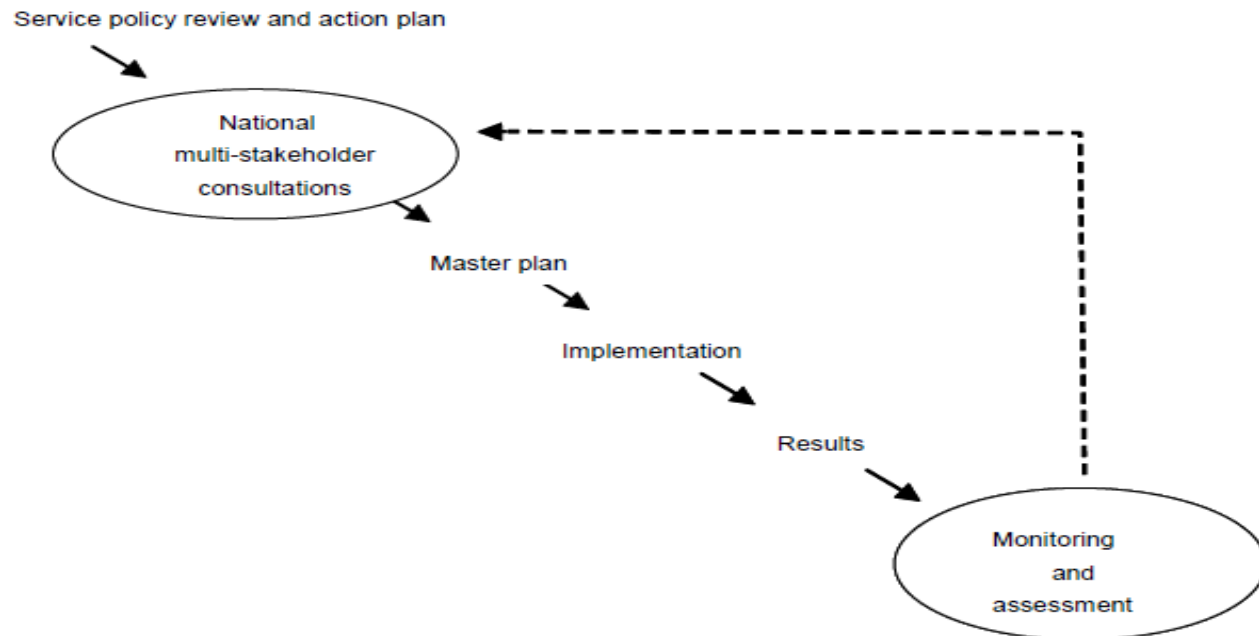 Service policy review and action plan
National
multi-stakeholder
consultations
Master plan
Implementation
Results
Monitoring
and
assessment